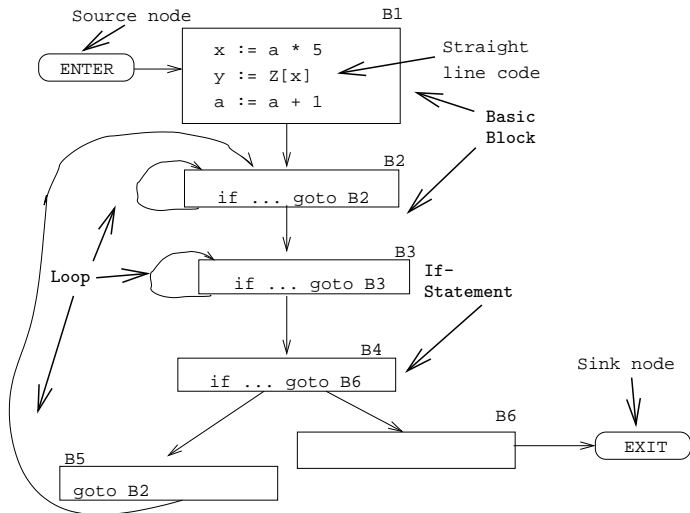 Source node
B1
ENTER
x := a * 5
y := Z[x]
a := a + 1
Straight
line code
Basic
Block
B2
if ... goto B2
B3
if ... goto B3
Loop
If-
Statement
B4
if ... goto B6
Sink node
B6
EXIT
B5
goto B2